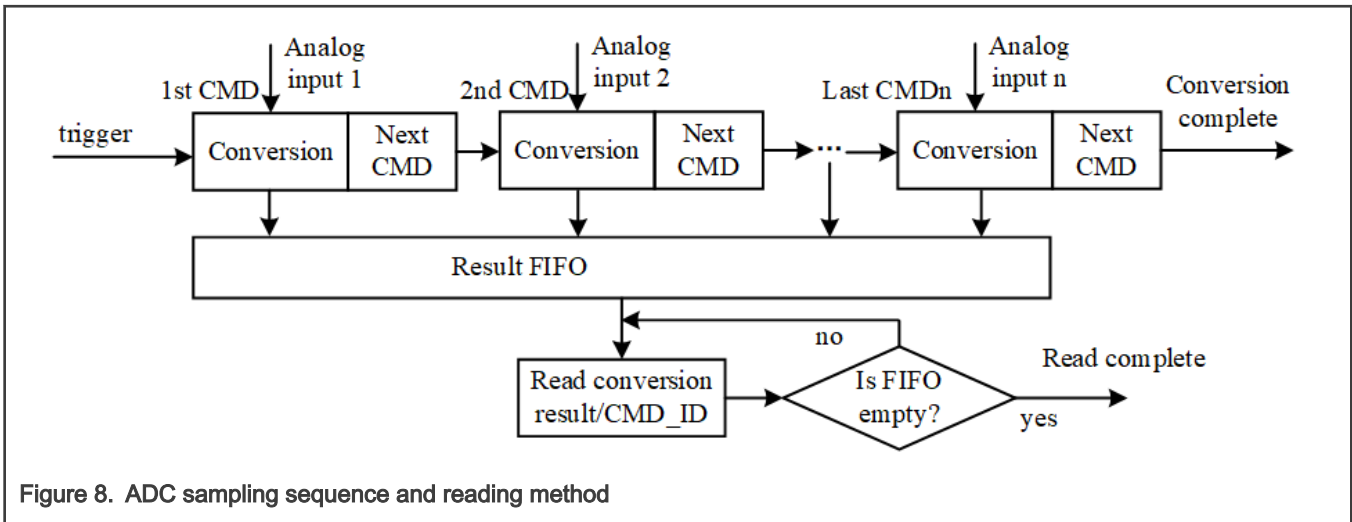 Analog
input 1
Analog
input 2
Analog
input n
1st CMD
2nd CMD
Last CMDn
Conversion
complete
trigger
Conversion
Next
CMD
Conversion
Next
CMD
...
Conversion
Next
CMD
Result FIFO
no
Read conversion
result/CMD_ID
Is FIFO
empty?
Read complete
yes
Figure 8. ADC sampling sequence and reading method